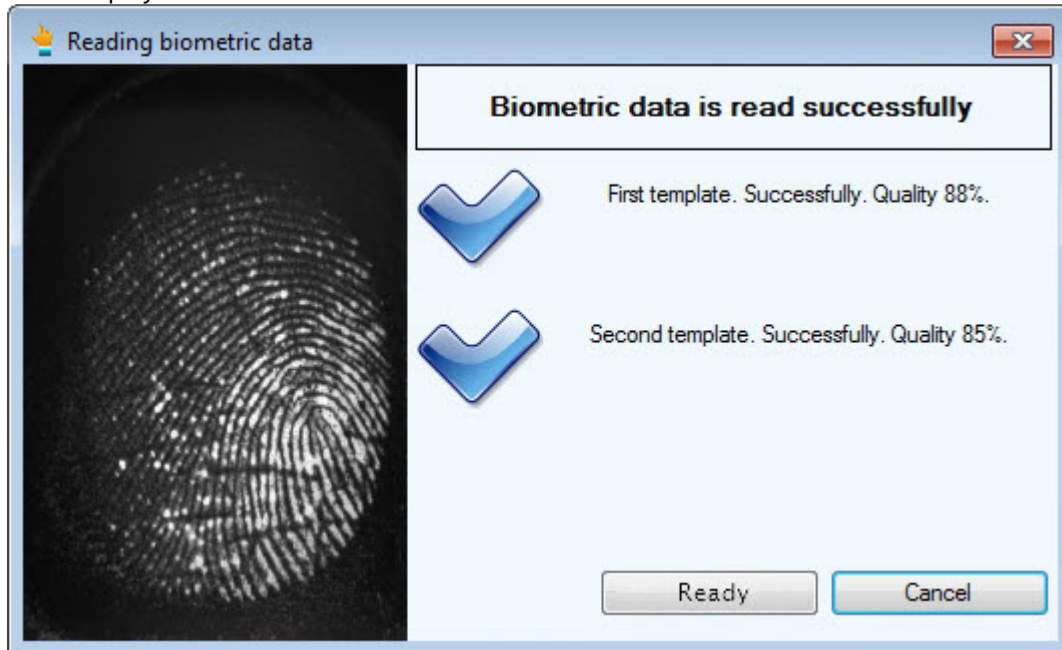 Reading biometric data
Biometric data is read successfully
First template. Successfully. Quality 88%.
Second template. Successfully. Quality 85%.
Ready
Cancel